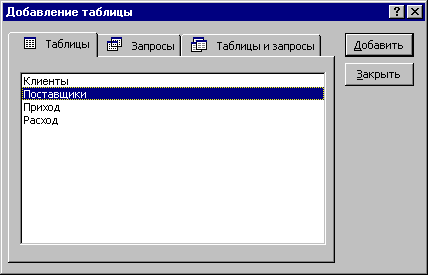 Добавление таблицы
Таблицы Запросы Таблицы и запросы Добавить
Закрыть
Клиенты
Поставщики
Приход
Расход